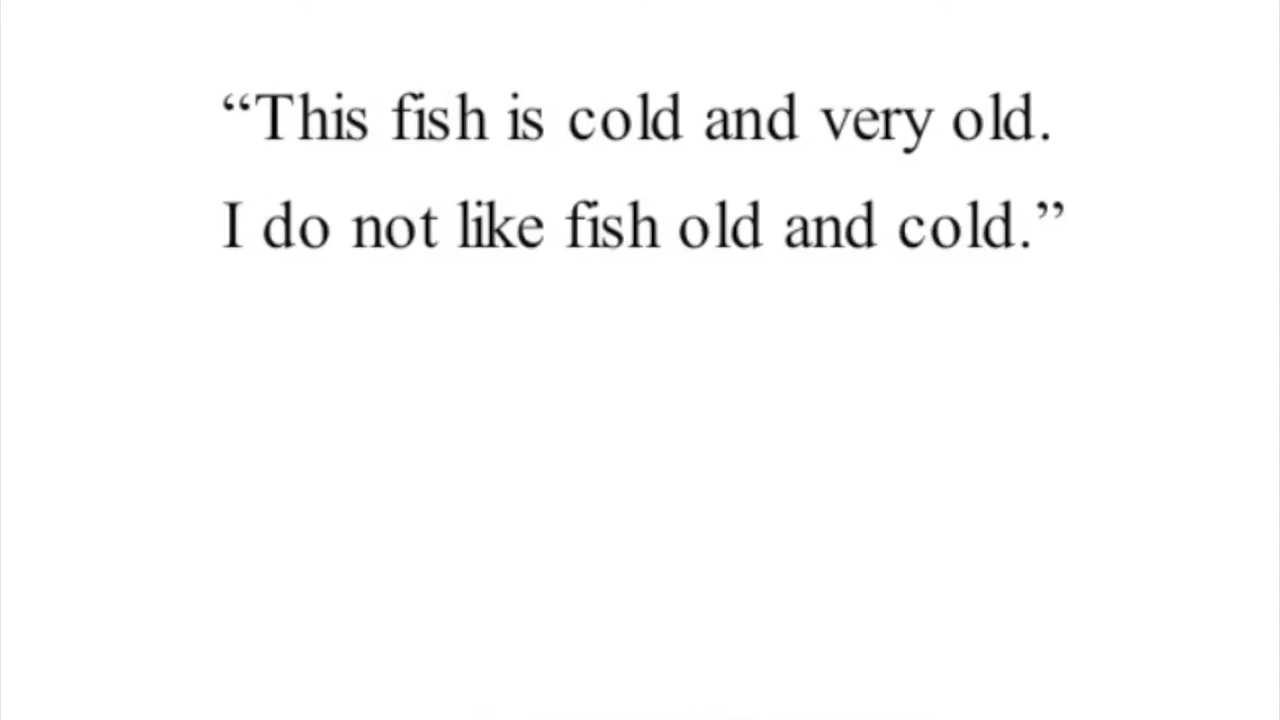 “This fish is cold and very old.
I do not like fish old and cold.”